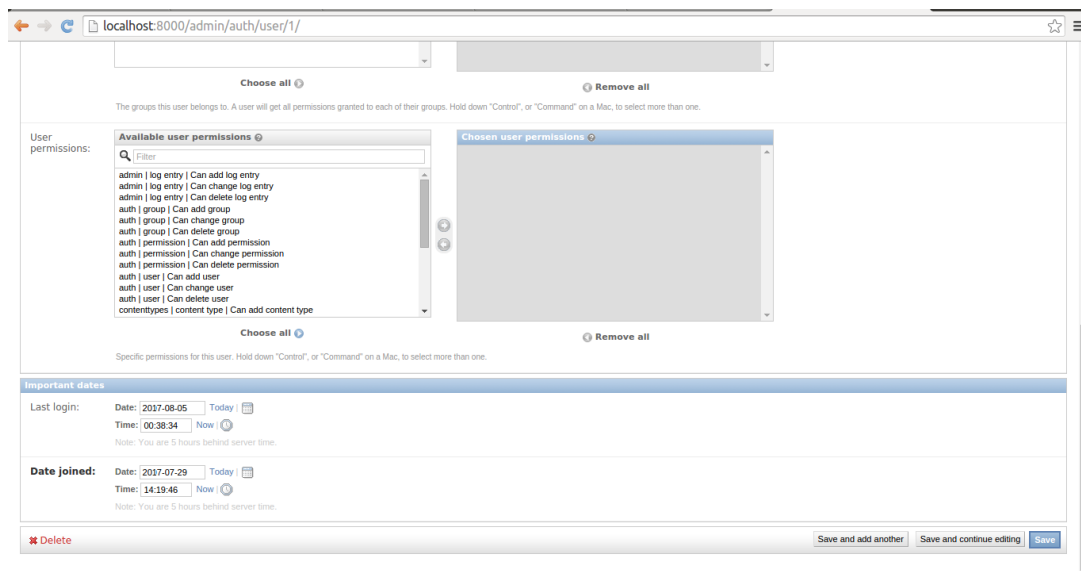 localhost:8000/admin/auth/user/1/
Choose all
Remove all
The groups this user belongs to. A user will get all permissions granted to each of their groups. Hold down "Control", or "Command" on a Mac, to select more than one.
User permissions:
Available user permissions
Chosen user permissions
Filter
admin | log entry | Can add log entry
admin | log entry | Can change log entry
admin | log entry | Can delete log entry
auth | group | Can add group
auth | group | Can change group
auth | group | Can delete group
auth | permission | Can add permission
auth | permission | Can change permission
auth | permission | Can delete permission
auth | user | Can add user
auth | user | Can change user
auth | user | Can delete user
contenttypes | content type | Can add content type
Choose all
Remove all
Specific permissions for this user. Hold down "Control", or "Command" on a Mac, to select more than one.
Important dates
Last login: Date: 2017-08-05 Today |
Time: 00:38:34 Now |
Note: You are 5 hours behind server time.
Date joined: Date: 2017-07-29 Today |
Time: 14:19:46 Now |
Note: You are 5 hours behind server time.
Delete Save and add another Save and continue editing Save